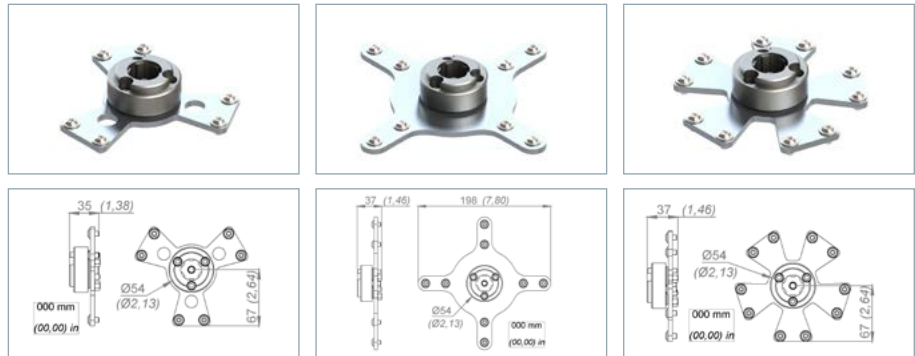 35 (1,38)
Ø54
(Ø2,13)
67 (2,64)
000 mm
(00,00) in
37 (1,46)
198 (7,80)
Ø54
(Ø2,13)
000 mm
(00,00) in
37 (1,46)
Ø54
(Ø2,13)
67 (2,64)
000 mm
(00,00) in